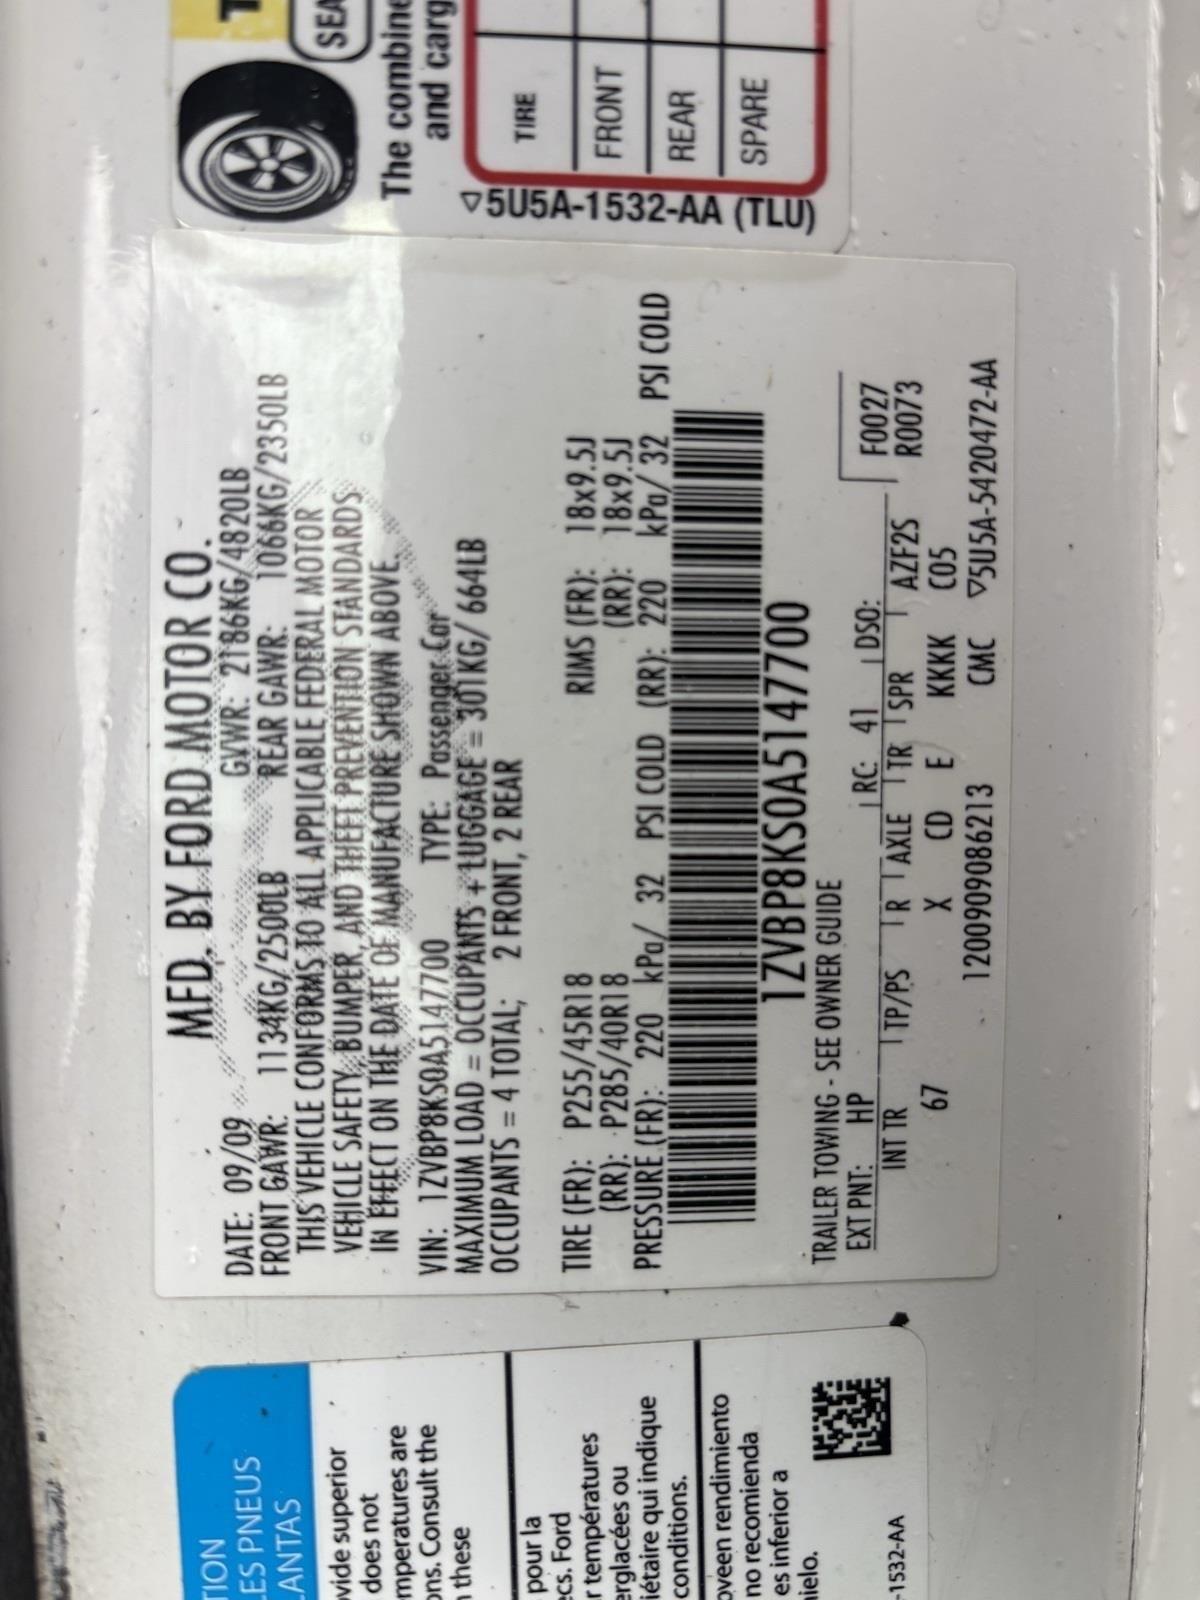 MFD. BY FORD MOTOR CO.
DATE: 09/09 GVWR: 2186KG/4820LB
FRONT GAWR: 1134KG/2500LB REAR GAWR: 1066KG/2350LB
THIS VEHICLE CONFORMS TO ALL APPLICABLE FEDERAL MOTOR
VEHICLE SAFETY, BUMPER, AND THEFT PREVENTION STANDARDS
IN EFFECT ON THE DATE OF MANUFACTURE SHOWN ABOVE.
VIN: 1ZVBP8KS0A5147700 TYPE: Passenger Car
MAXIMUM LOAD = OCCUPANTS + LUGGAGE = 301KG/ 664LB
OCCUPANTS = 4 TOTAL; 2 FRONT, 2 REAR
TIRE (FR): P255/45R18 RIMS (FR): 18x9.5J
(RR): P285/40R18 (RR): 18x9.5J
PRESSURE (FR): 220 kPa/ 32 PSI COLD (RR): 220 kPa/ 32 PSI COLD
1ZVBP8KS0A5147700
TRAILER TOWING - SEE OWNER GUIDE
EXT PNT: HP RC: 41 DSO: F0027
INT TR TP/PS R AXLE TR SPR AZF2S R0073
67 X CD E KKKK C05
1200909086213 CMC ▽5U5A-5420472-AA
SEA
The combine
and carg
TIRE
FRONT
REAR
SPARE
▽5U5A-1532-AA (TLU)
TION
ES PNEUS
LANTAS
vide superior
does not
mperatures are
ons. Consult the
n these
pour la
ecs. Ford
r températures
erglacées ou
iétaire qui indique
conditions.
oveen rendimiento
no recomienda
es inferior a
nielo.
-1532-AA